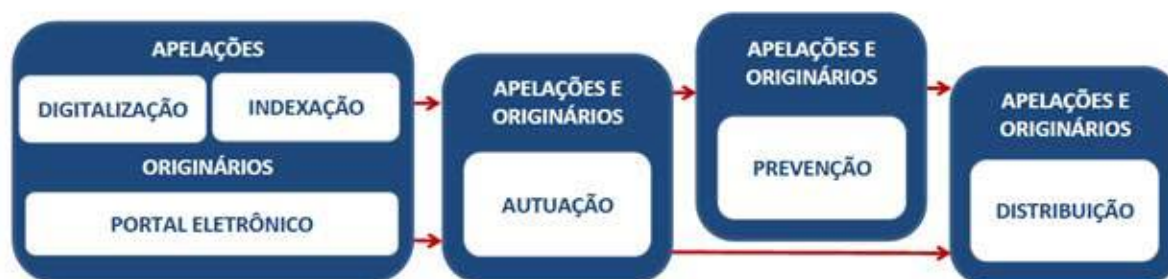 APELAÇÕES
DIGITALIZAÇÃO
INDEXAÇÃO
ORIGINÁRIOS
PORTAL ELETRÔNICO
APELAÇÕES E
ORIGINÁRIOS
AUTUAÇÃO
APELAÇÕES E
ORIGINÁRIOS
PREVENÇÃO
APELAÇÕES E
ORIGINÁRIOS
DISTRIBUIÇÃO